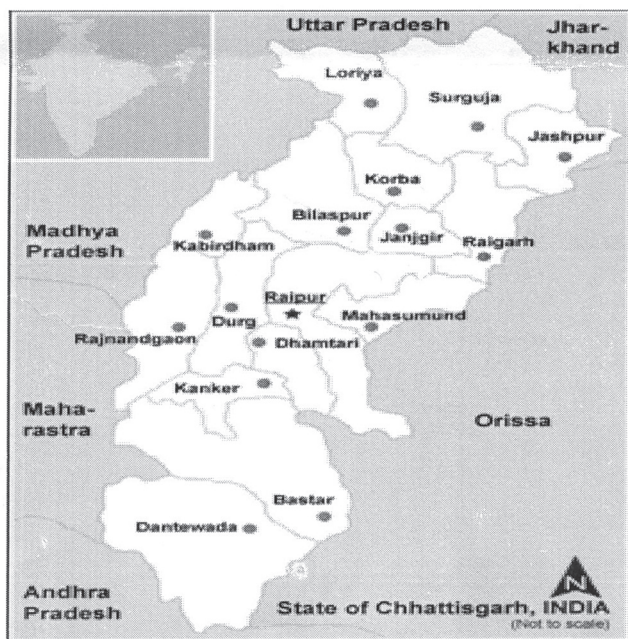 Uttar Pradesh
Jhar-
khand
Loriya
Surguja
Jashpur
Korba
Bilaspur
Janjgir
Raigarh
Madhya
Pradesh
Kabirdham
Raipur
Durg
Mahasumund
Rajnandgaon
Dhamtari
Kanker
Maha-
rastra
Orissa
Bastar
Dantewada
Andhra
Pradesh
N
State of Chhattisgarh, INDIA
(Not to scale)